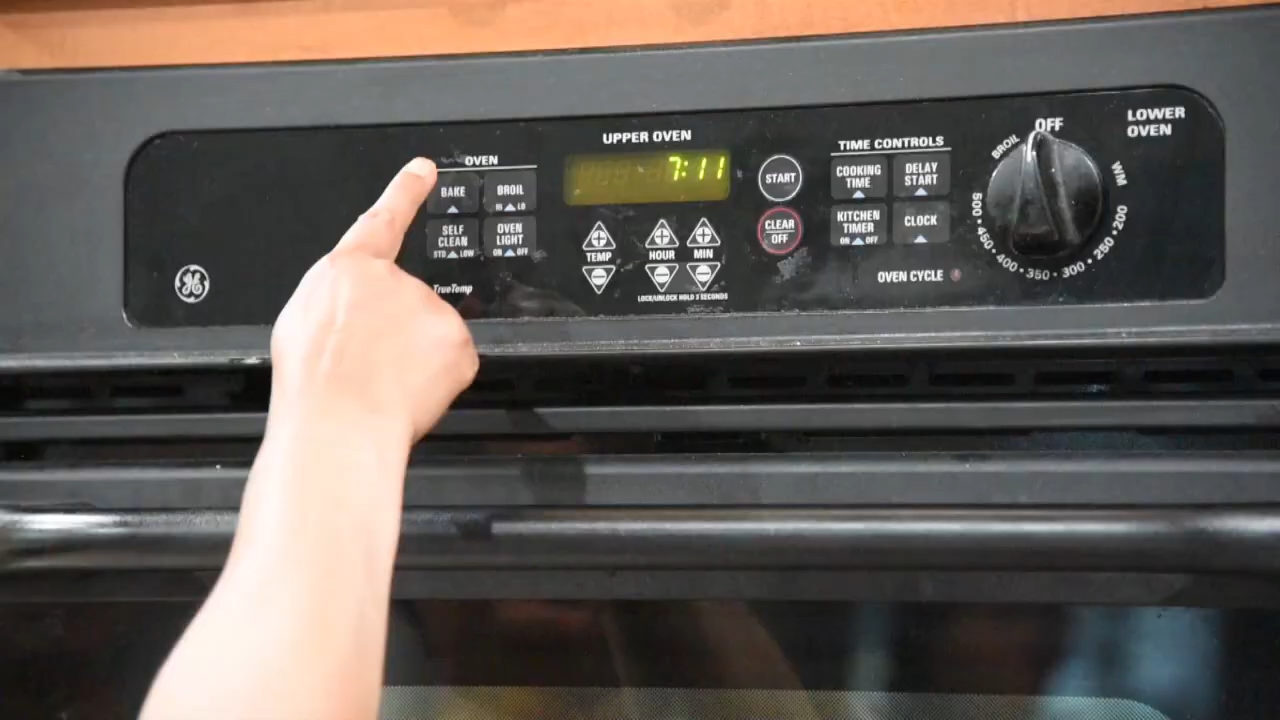 UPPER OVEN
7:11
OVEN
BAKE
BROIL
HI LO
SELF
CLEAN
STD LOW
OVEN
LIGHT
ON OFF
TrueTemp
TEMP
HOUR
MIN
LOCK/UNLOCK HOLD 3 SECONDS
START
CLEAR
OFF
TIME CONTROLS
COOKING
TIME
DELAY
START
KITCHEN
TIMER
ON OFF
CLOCK
OVEN CYCLE
LOWER
OVEN
OFF
WM
200
250
300
350
400
450
500
BROIL
GE